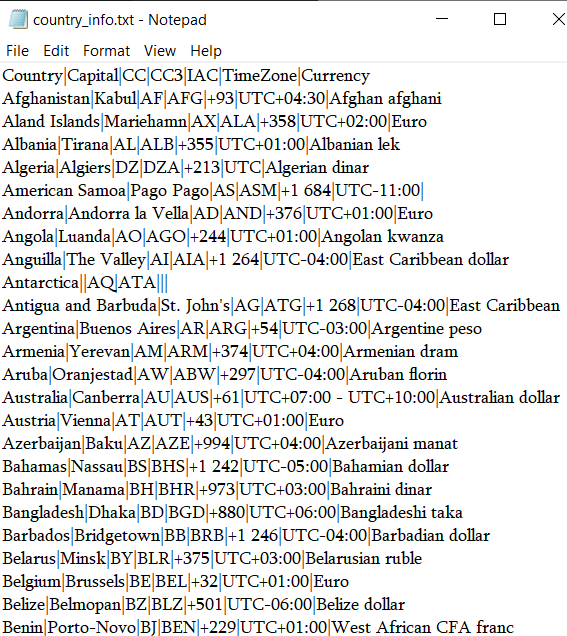 country_info.txt - Notepad
File Edit Format View Help
Country|Capital|CC|CC3|IAC|TimeZone|Currency
Afghanistan|Kabul|AF|AFG|+93|UTC+04:30|Afghan afghani
Aland Islands|Mariehamn|AX|ALA|+358|UTC+02:00|Euro
Albania|Tirana|AL|ALB|+355|UTC+01:00|Albanian lek
Algeria|Algiers|DZ|DZA|+213|UTC|Algerian dinar
American Samoa|Pago Pago|AS|ASM|+1 684|UTC-11:00|
Andorra|Andorra la Vella|AD|AND|+376|UTC+01:00|Euro
Angola|Luanda|AO|AGO|+244|UTC+01:00|Angolan kwanza
Anguilla|The Valley|AI|AIA|+1 264|UTC-04:00|East Caribbean dollar
Antarctica||AQ|ATA|||
Antigua and Barbuda|St. John's|AG|ATG|+1 268|UTC-04:00|East Caribbean
Argentina|Buenos Aires|AR|ARG|+54|UTC-03:00|Argentine peso
Armenia|Yerevan|AM|ARM|+374|UTC+04:00|Armenian dram
Aruba|Oranjestad|AW|ABW|+297|UTC-04:00|Aruban florin
Australia|Canberra|AU|AUS|+61|UTC+07:00 - UTC+10:00|Australian dollar
Austria|Vienna|AT|AUT|+43|UTC+01:00|Euro
Azerbaijan|Baku|AZ|AZE|+994|UTC+04:00|Azerbaijani manat
Bahamas|Nassau|BS|BHS|+1 242|UTC-05:00|Bahamian dollar
Bahrain|Manama|BH|BHR|+973|UTC+03:00|Bahraini dinar
Bangladesh|Dhaka|BD|BGD|+880|UTC+06:00|Bangladeshi taka
Barbados|Bridgetown|BB|BRB|+1 246|UTC-04:00|Barbadian dollar
Belarus|Minsk|BY|BLR|+375|UTC+03:00|Belarusian ruble
Belgium|Brussels|BE|BEL|+32|UTC+01:00|Euro
Belize|Belmopan|BZ|BLZ|+501|UTC-06:00|Belize dollar
Benin|Porto-Novo|BJ|BEN|+229|UTC+01:00|West African CFA franc